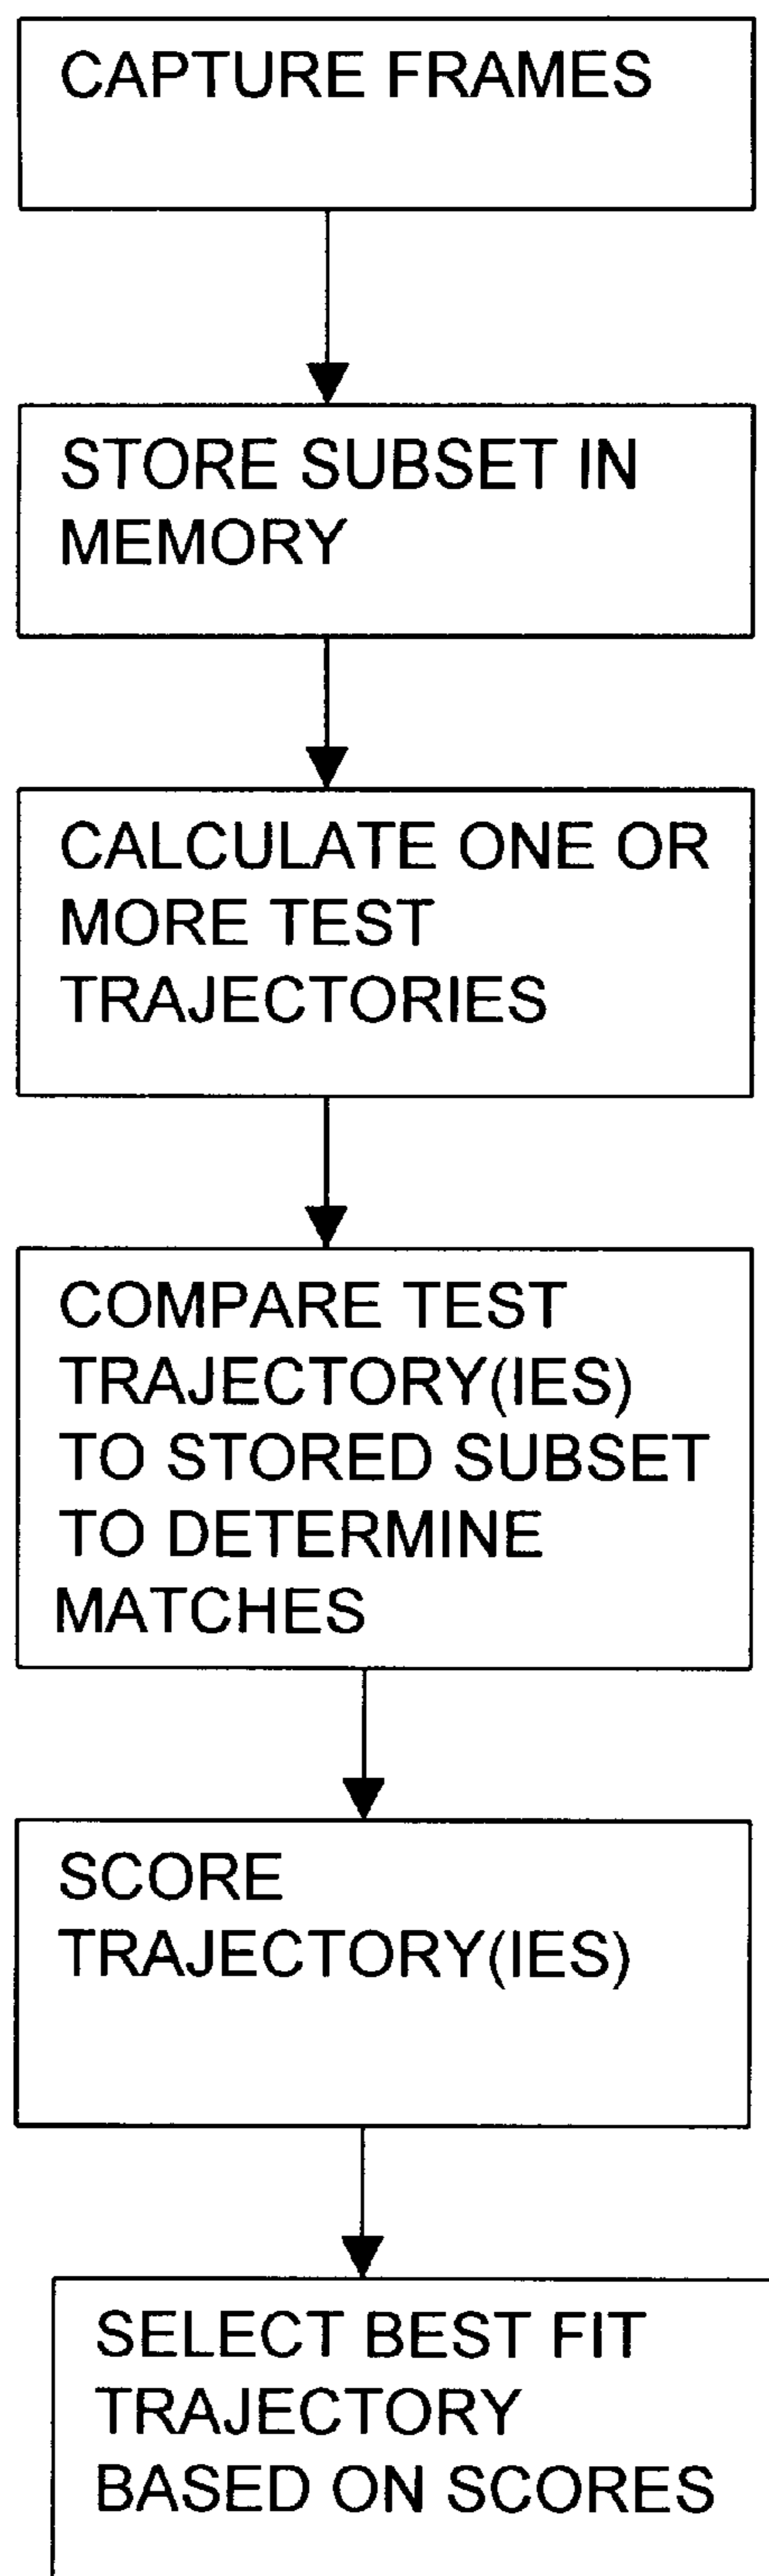 CAPTURE FRAMES
STORE SUBSET IN
MEMORY
CALCULATE ONE OR
MORE TEST
TRAJECTORIES
COMPARE TEST
TRAJECTORY(IES)
TO STORED SUBSET
TO DETERMINE
MATCHES
SCORE
TRAJECTORY(IES)
SELECT BEST FIT
TRAJECTORY
BASED ON SCORES